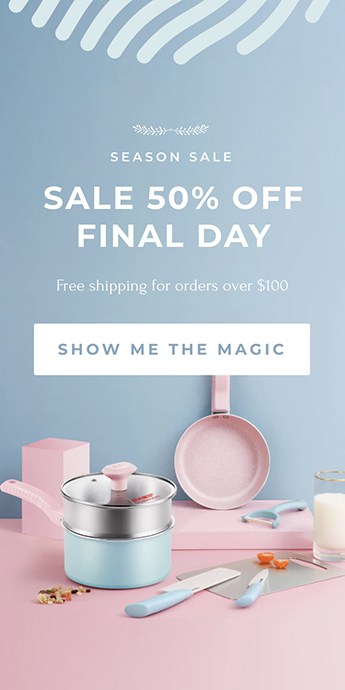 SEASON SALE
SALE 50% OFF
FINAL DAY
Free shipping for orders over $100
SHOW ME THE MAGIC